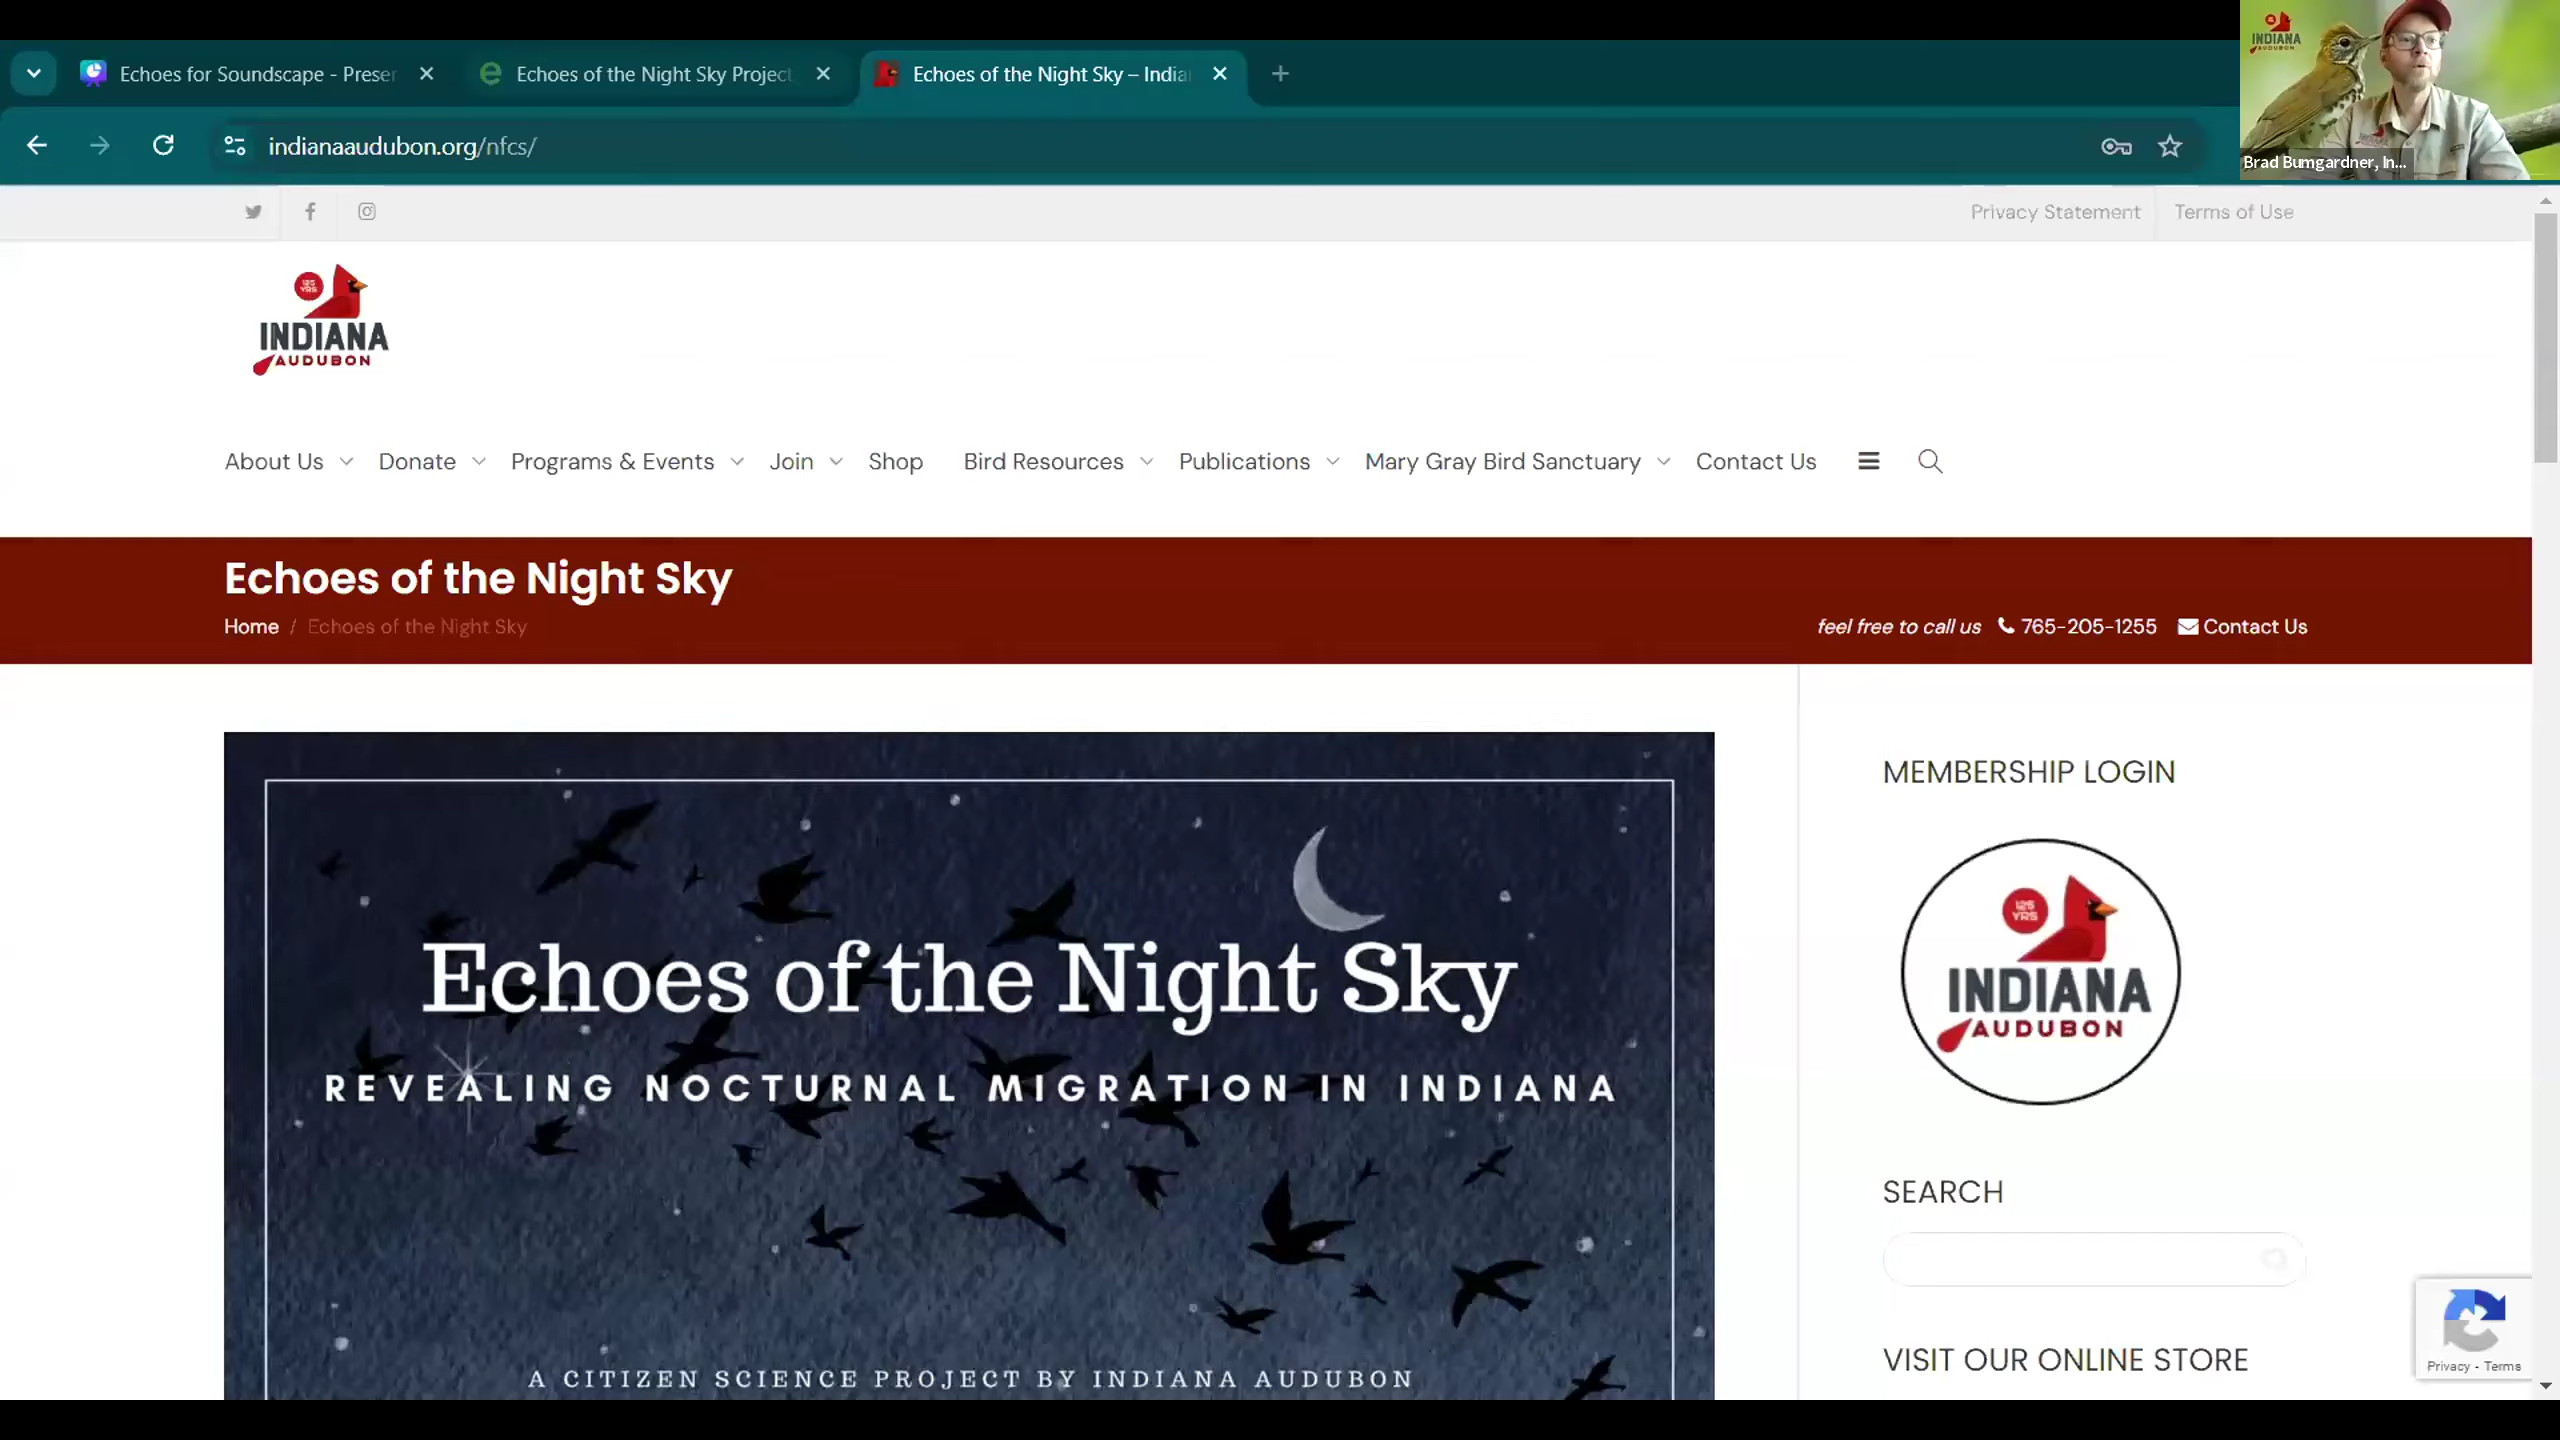 Echoes for Soundscape - Preser
Echoes of the Night Sky Project
Echoes of the Night Sky – India
indianaaudubon.org/nfcs/
INDIANA
AUDUBON
Brad Bumgardner, In...
Privacy Statement
Terms of Use
125
YRS
INDIANA
AUDUBON
About Us
Donate
Programs & Events
Join
Shop
Bird Resources
Publications
Mary Gray Bird Sanctuary
Contact Us
Echoes of the Night Sky
Home / Echoes of the Night Sky
feel free to call us 765-205-1255 Contact Us
Echoes of the Night Sky
REVEALING NOCTURNAL MIGRATION IN INDIANA
A CITIZEN SCIENCE PROJECT BY INDIANA AUDUBON
MEMBERSHIP LOGIN
125
YRS
INDIANA
AUDUBON
SEARCH
VISIT OUR ONLINE STORE
Privacy - Terms